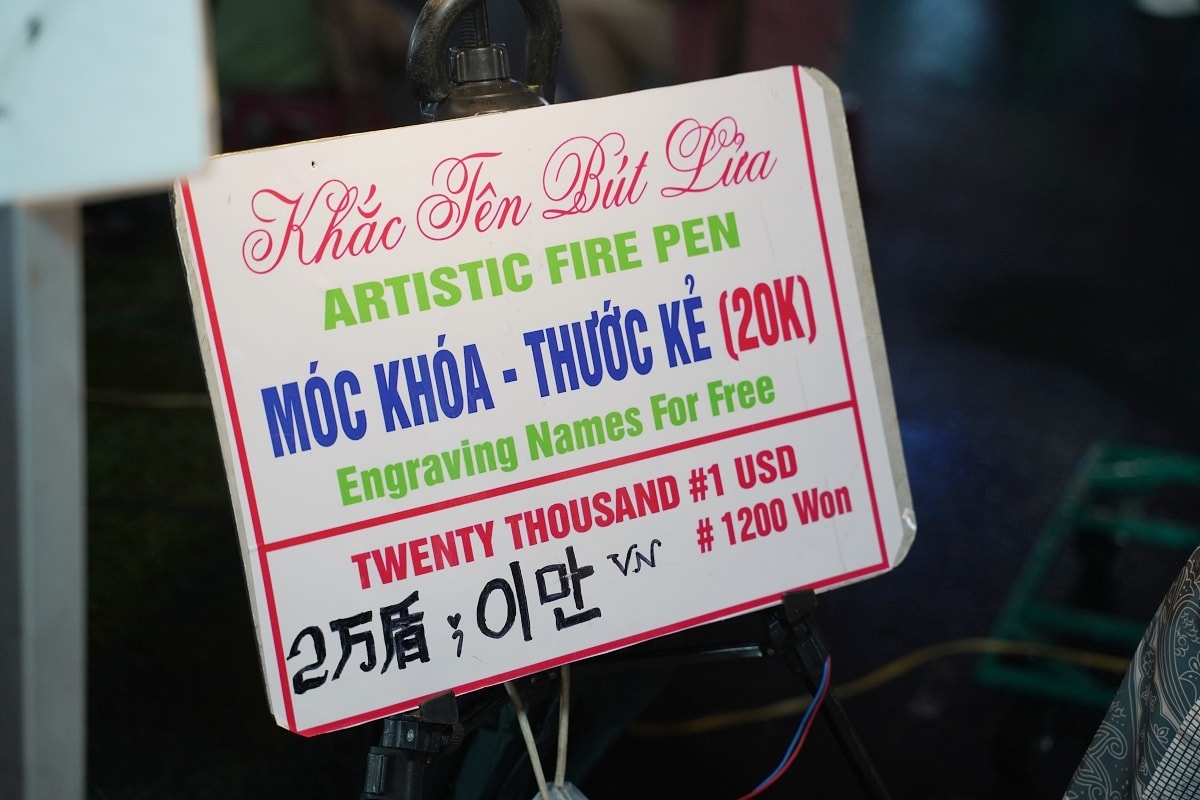 Khắc Tên Bút Lửa
ARTISTIC FIRE PEN
MÓC KHÓA - THƯỚC KẺ (20K)
Engraving Names For Free
TWENTY THOUSAND #1 USD
# 1200 Won
2万盾 ; 이만 VN